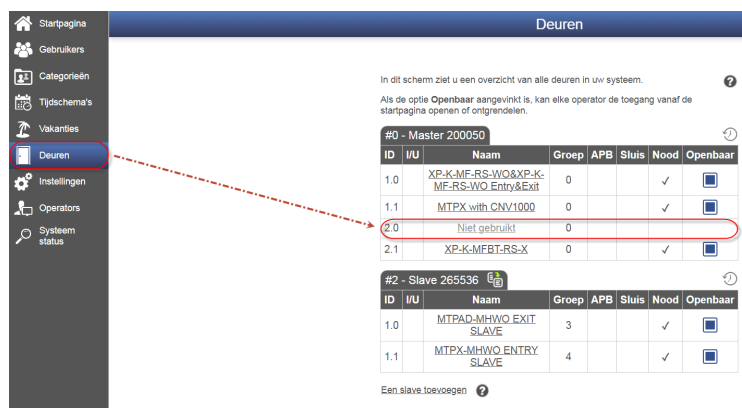 Startpagina
Gebruikers
Categorieën
Tijdschema's
Vakanties
Deuren
Instellingen
Operators
Systeem
status
Deuren
In dit scherm ziet u een overzicht van alle deuren in uw systeem.
Als de optie Openbaar aangevinkt is, kan elke operator de toegang vanaf de
startpagina openen of ontgrendelen.
#0 - Master 200050
ID I/U Naam Groep APB Sluis Nood Openbaar
1.0 XP-K-MF-RS-WO&XP-K-
MF-RS-WO Entry&Exit 0 ✓
1.1 MTPX with CNV1000 0 ✓
2.0 Niet gebruikt 0
2.1 XP-K-MFBT-RS-X 0 ✓
#2 - Slave 265536
ID I/U Naam Groep APB Sluis Nood Openbaar
1.0 MTPAD-MHWO EXIT
SLAVE 3 ✓
1.1 MTPX-MHWO ENTRY
SLAVE 4 ✓
Een slave toevoegen ?